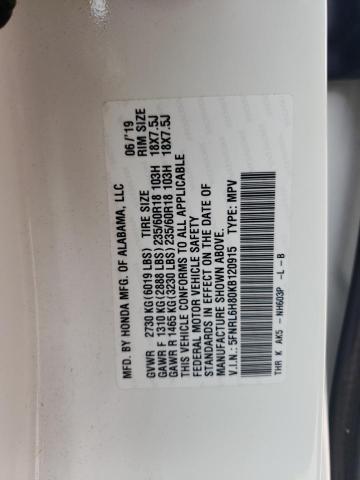 MFD. BY HONDA MFG. OF ALABAMA, LLC 06/'19
GVWR 2730 KG(6019 LBS) TIRE SIZE RIM SIZE
GAWR F 1310 KG(2888 LBS)235/60R18 103H 18X7.5J
GAWR R 1465 KG(3230 LBS)235/60R18 103H 18X7.5J
THIS VEHICLE CONFORMS TO ALL APPLICABLE
FEDERAL MOTOR VEHICLE SAFETY
STANDARDS IN EFFECT ON THE DATE OF
MANUFACTURE SHOWN ABOVE.
V.I.N.: 5FNRL6H80KB120915 TYPE: MPV
THR K AK5 - NH603P -L -B